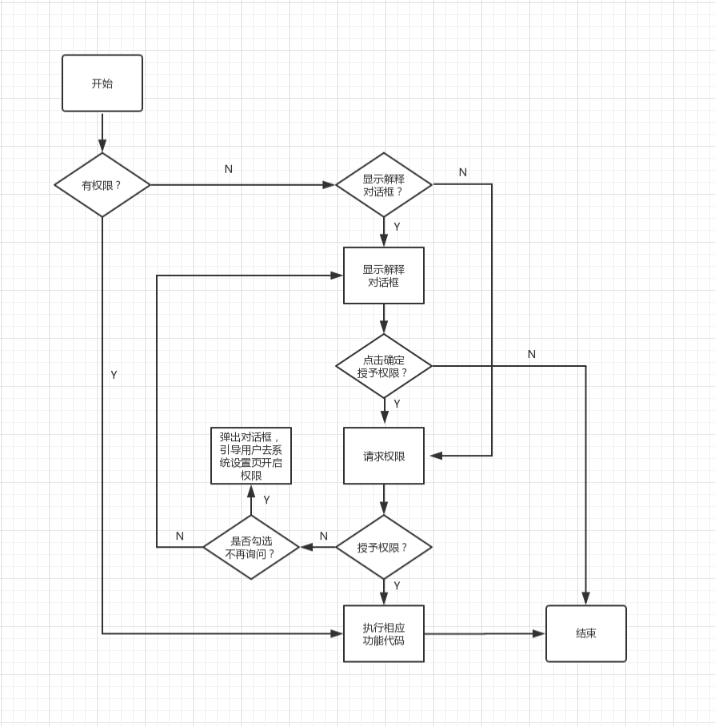 开始
有权限？
N
显示解释
对话框？
N
Y
显示解释
对话框
点击确定
授予权限？
N
Y
Y
弹出对话框，
引导用户去系
统设置页开启
权限
请求权限
Y
N
是否勾选
不再询问？
N
授予权限？
Y
执行相应
功能代码
结束